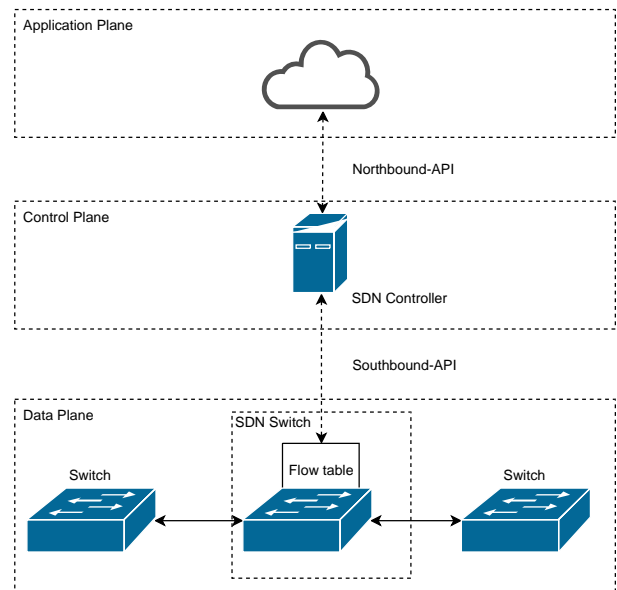 Application Plane
Northbound-API
Control Plane
SDN Controller
Southbound-API
Data Plane
SDN Switch
Switch
Flow table
Switch